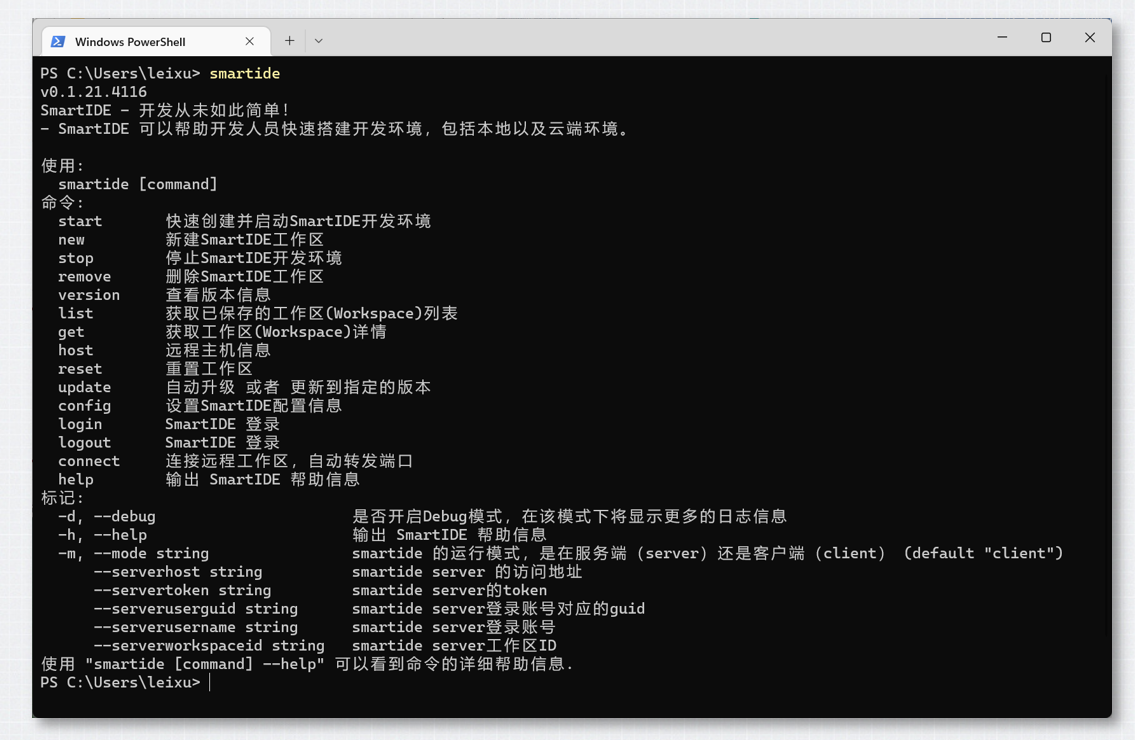 Windows PowerShell
PS C:\Users\leixu> smartide
v0.1.21.4116
SmartIDE - 开发从未如此简单！
- SmartIDE 可以帮助开发人员快速搭建开发环境，包括本地以及云端环境。
使用：
smartide [command]
命令：
start 快速创建并启动SmartIDE开发环境
new 新建SmartIDE工作区
stop 停止SmartIDE开发环境
remove 删除SmartIDE工作区
version 查看版本信息
list 获取已保存的工作区(Workspace)列表
get 获取工作区(Workspace)详情
host 远程主机信息
reset 重置工作区
update 自动升级 或者 更新到指定的版本
config 设置SmartIDE配置信息
login SmartIDE 登录
logout SmartIDE 登录
connect 连接远程工作区，自动转发端口
help 输出 SmartIDE 帮助信息
标记：
-d, --debug 是否开启Debug模式，在该模式下将显示更多的日志信息
-h, --help 输出 SmartIDE 帮助信息
-m, --mode string smartide 的运行模式，是在服务端（server）还是客户端（client） (default "client")
--serverhost string smartide server 的访问地址
--servertoken string smartide server的token
--serveruserguid string smartide server登录账号对应的guid
--serverusername string smartide server登录账号
--serverworkspaceid string smartide server工作区ID
使用 "smartide [command] --help" 可以看到命令的详细帮助信息.
PS C:\Users\leixu>